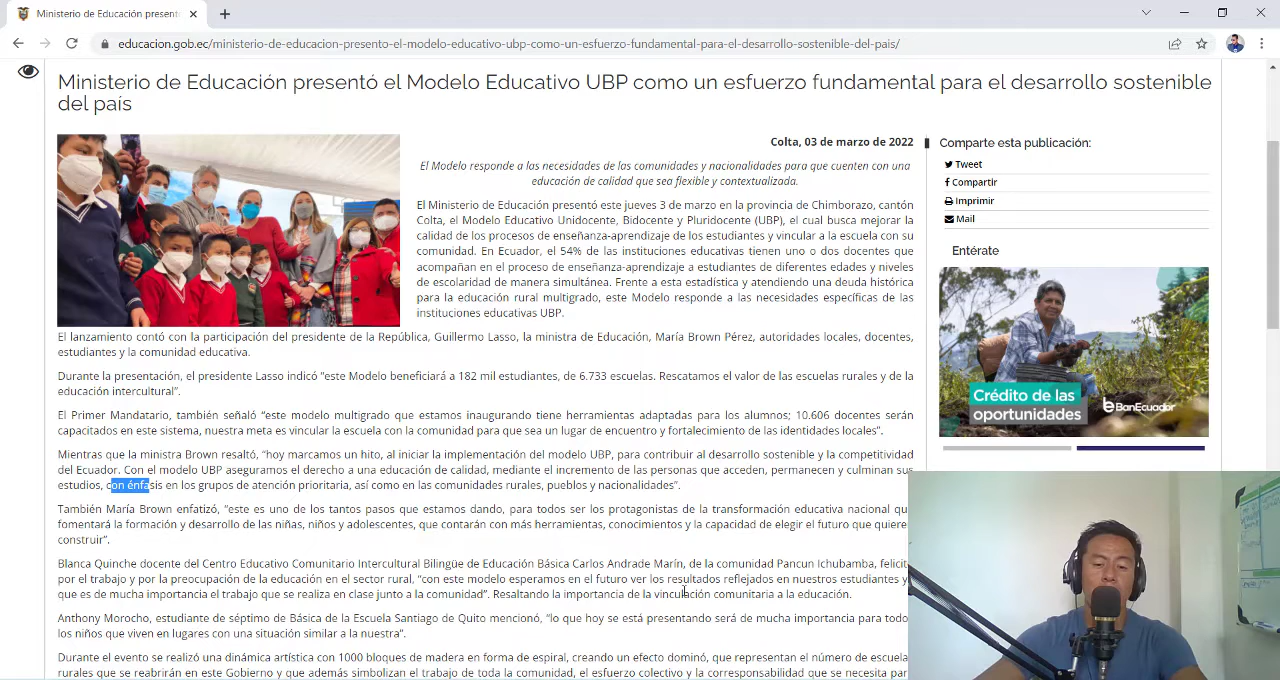 Ministerio de Educación present
educacion.gob.ec/ministerio-de-educacion-presento-el-modelo-educativo-ubp-como-un-esfuerzo-fundamental-para-el-desarrollo-sostenible-del-pais/
Ministerio de Educación presentó el Modelo Educativo UBP como un esfuerzo fundamental para el desarrollo sostenible
del país
Colta, 03 de marzo de 2022
El Modelo responde a las necesidades de las comunidades y nacionalidades para que cuenten con una
educación de calidad que sea flexible y contextualizada.
El Ministerio de Educación presentó este jueves 3 de marzo en la provincia de Chimborazo, cantón
Colta, el Modelo Educativo Unidocente, Bidocente y Pluridocente (UBP), el cual busca mejorar la
calidad de los procesos de enseñanza-aprendizaje de los estudiantes y vincular a la escuela con su
comunidad. En Ecuador, el 54% de las instituciones educativas tienen uno o dos docentes que
acompañan en el proceso de enseñanza-aprendizaje a estudiantes de diferentes edades y niveles
de escolaridad de manera simultánea. Frente a esta estadística y atendiendo una deuda histórica
para la educación rural multigrado, este Modelo responde a las necesidades específicas de las
instituciones educativas UBP.
El lanzamiento contó con la participación del presidente de la República, Guillermo Lasso, la ministra de Educación, María Brown Pérez, autoridades locales, docentes,
estudiantes y la comunidad educativa.
Durante la presentación, el presidente Lasso indicó “este Modelo beneficiará a 182 mil estudiantes, de 6.733 escuelas. Rescatamos el valor de las escuelas rurales y de la
educación intercultural”.
El Primer Mandatario, también señaló “este modelo multigrado que estamos inaugurando tiene herramientas adaptadas para los alumnos; 10.606 docentes serán
capacitados en este sistema, nuestra meta es vincular la escuela con la comunidad para que sea un lugar de encuentro y fortalecimiento de las identidades locales”.
Mientras que la ministra Brown resaltó, “hoy marcamos un hito, al iniciar la implementación del modelo UBP, para contribuir al desarrollo sostenible y la competitividad
del Ecuador. Con el modelo UBP aseguramos el derecho a una educación de calidad, mediante el incremento de las personas que acceden, permanecen y culminan sus
estudios, con énfasis en los grupos de atención prioritaria, así como en las comunidades rurales, pueblos y nacionalidades”.
También María Brown enfatizó, “este es uno de los tantos pasos que estamos dando, para todos los protagonistas de la transformación educativa nacional qu
fomentará la formación y desarrollo de las niñas, niños y adolescentes, que contarán con más herramientas, conocimientos y la capacidad de elegir el futuro que quiere
construir”.
Blanca Quinche docente del Centro Educativo Comunitario Intercultural Bilingüe de Educación Básica Carlos Andrade Marín, de la comunidad Pancun Ichubamba, felicit
por el trabajo y por la preocupación de la educación en el sector rural, “con este modelo esperamos en el futuro ver los resultados reflejados en nuestros estudiantes y
que es de mucha importancia el trabajo que se realiza en clase junto a la comunidad”. Resaltando la importancia de la vinculación comunitaria a la educación.
Anthony Morocho, estudiante de séptimo de Básica de la Escuela Santiago de Quito mencionó, “lo que hoy se está presentando será de mucha importancia para todo
los niños que viven en lugares con una situación similar a la nuestra”.
Durante el evento se realizó una dinámica artística con 1000 bloques de madera en forma de espiral, creando un efecto dominó, que representan el número de escuela
rurales que se reabrirán en este Gobierno y que además simbolizan el trabajo de toda la comunidad, el esfuerzo colectivo y la corresponsabilidad que se necesita par
Comparte esta publicación:
Tweet
Compartir
Imprimir
Mail
Entérate
Crédito de las
oportunidades
BanEcuador